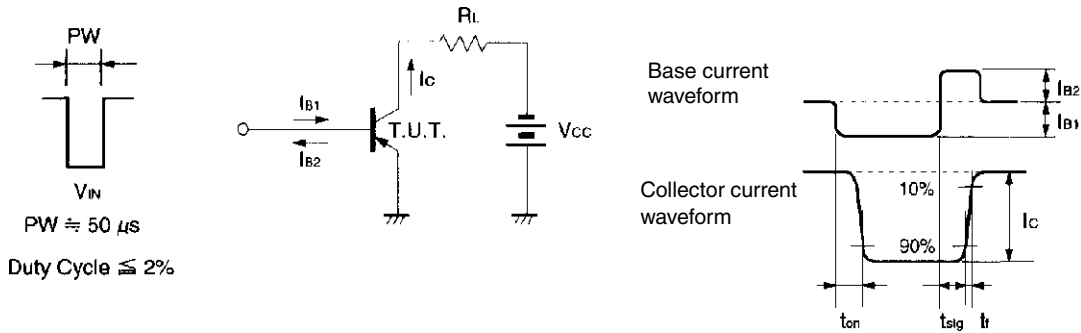 PW
VIN
PW ≒ 50 μs
Duty Cycle ≦ 2%
RL
IC
IB1
IB2
T.U.T.
VCC
Base current
waveform
IB2
IB1
Collector current
waveform
10%
90%
IC
ton
tstg
tf